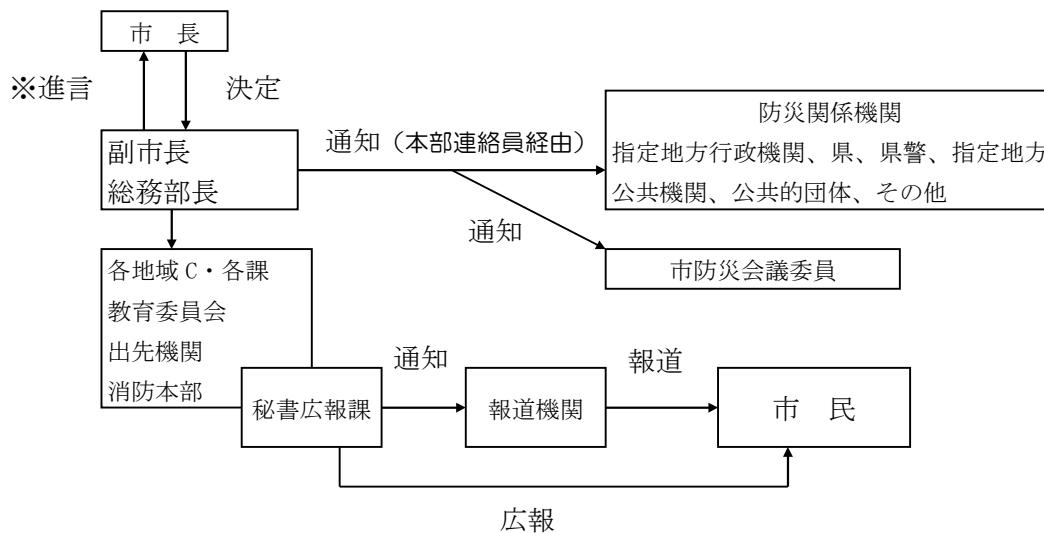 市　長
※進言
決定
副市長
総務部長
通知（本部連絡員経由）
防災関係機関
指定地方行政機関、県、県警、指定地方
公共機関、公共的団体、その他
通知
市防災会議委員
各地域C・各課
教育委員会
出先機関
消防本部
秘書広報課
通知
報道機関
報道
市　民
広報